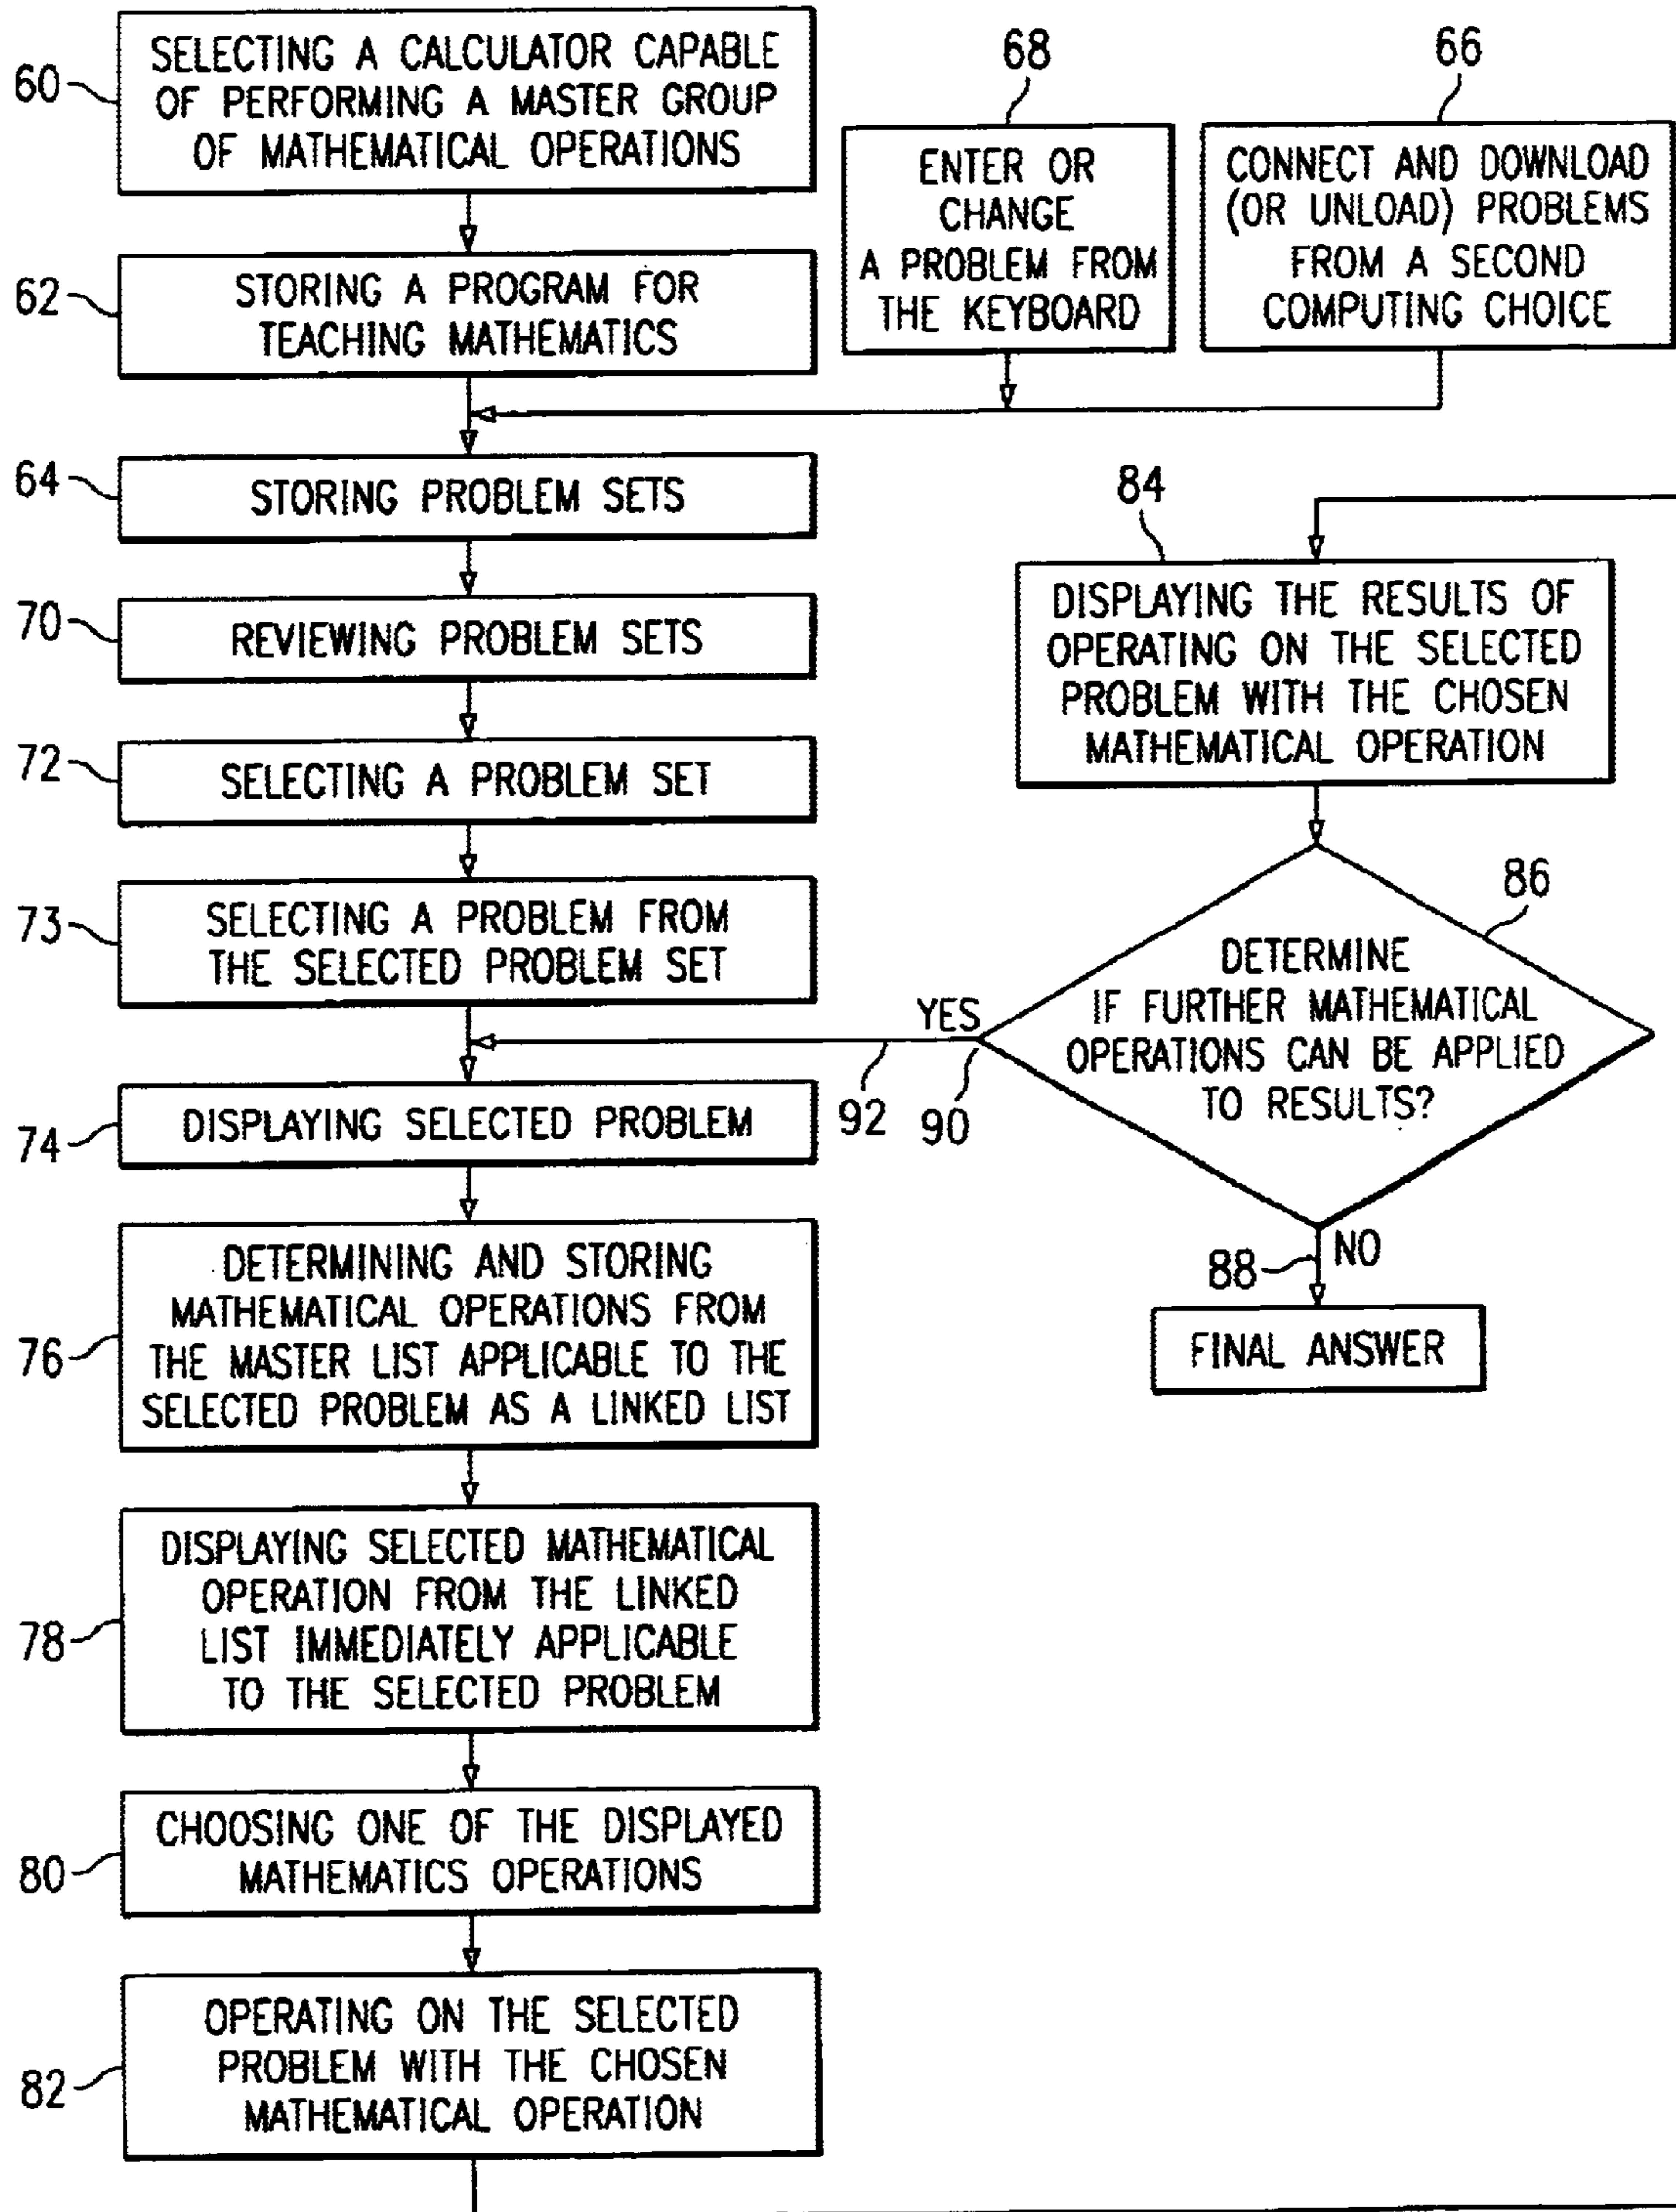 60
SELECTING A CALCULATOR CAPABLE
OF PERFORMING A MASTER GROUP
OF MATHEMATICAL OPERATIONS
62
STORING A PROGRAM FOR
TEACHING MATHEMATICS
68
ENTER OR
CHANGE
A PROBLEM FROM
THE KEYBOARD
66
CONNECT AND DOWNLOAD
(OR UNLOAD) PROBLEMS
FROM A SECOND
COMPUTING CHOICE
64
STORING PROBLEM SETS
70
REVIEWING PROBLEM SETS
72
SELECTING A PROBLEM SET
73
SELECTING A PROBLEM FROM
THE SELECTED PROBLEM SET
74
DISPLAYING SELECTED PROBLEM
76
DETERMINING AND STORING
MATHEMATICAL OPERATIONS FROM
THE MASTER LIST APPLICABLE TO THE
SELECTED PROBLEM AS A LINKED LIST
78
DISPLAYING SELECTED MATHEMATICAL
OPERATION FROM THE LINKED
LIST IMMEDIATELY APPLICABLE
TO THE SELECTED PROBLEM
80
CHOOSING ONE OF THE DISPLAYED
MATHEMATICS OPERATIONS
82
OPERATING ON THE SELECTED
PROBLEM WITH THE CHOSEN
MATHEMATICAL OPERATION
84
DISPLAYING THE RESULTS OF
OPERATING ON THE SELECTED
PROBLEM WITH THE CHOSEN
MATHEMATICAL OPERATION
86
DETERMINE
IF FURTHER MATHEMATICAL
OPERATIONS CAN BE APPLIED
TO RESULTS?
YES
92
90
88
NO
FINAL ANSWER